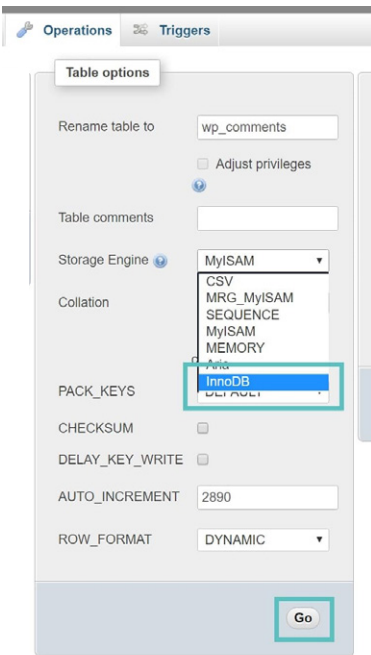 Operations Triggers
Table options
Rename table to wp_comments
Adjust privileges
Table comments
Storage Engine MyISAM
CSV
Collation MRG_MyISAM
SEQUENCE
MyISAM
MEMORY
Aria
InnoDB
PACK_KEYS DEFAULT
CHECKSUM
DELAY_KEY_WRITE
AUTO_INCREMENT 2890
ROW_FORMAT DYNAMIC
Go